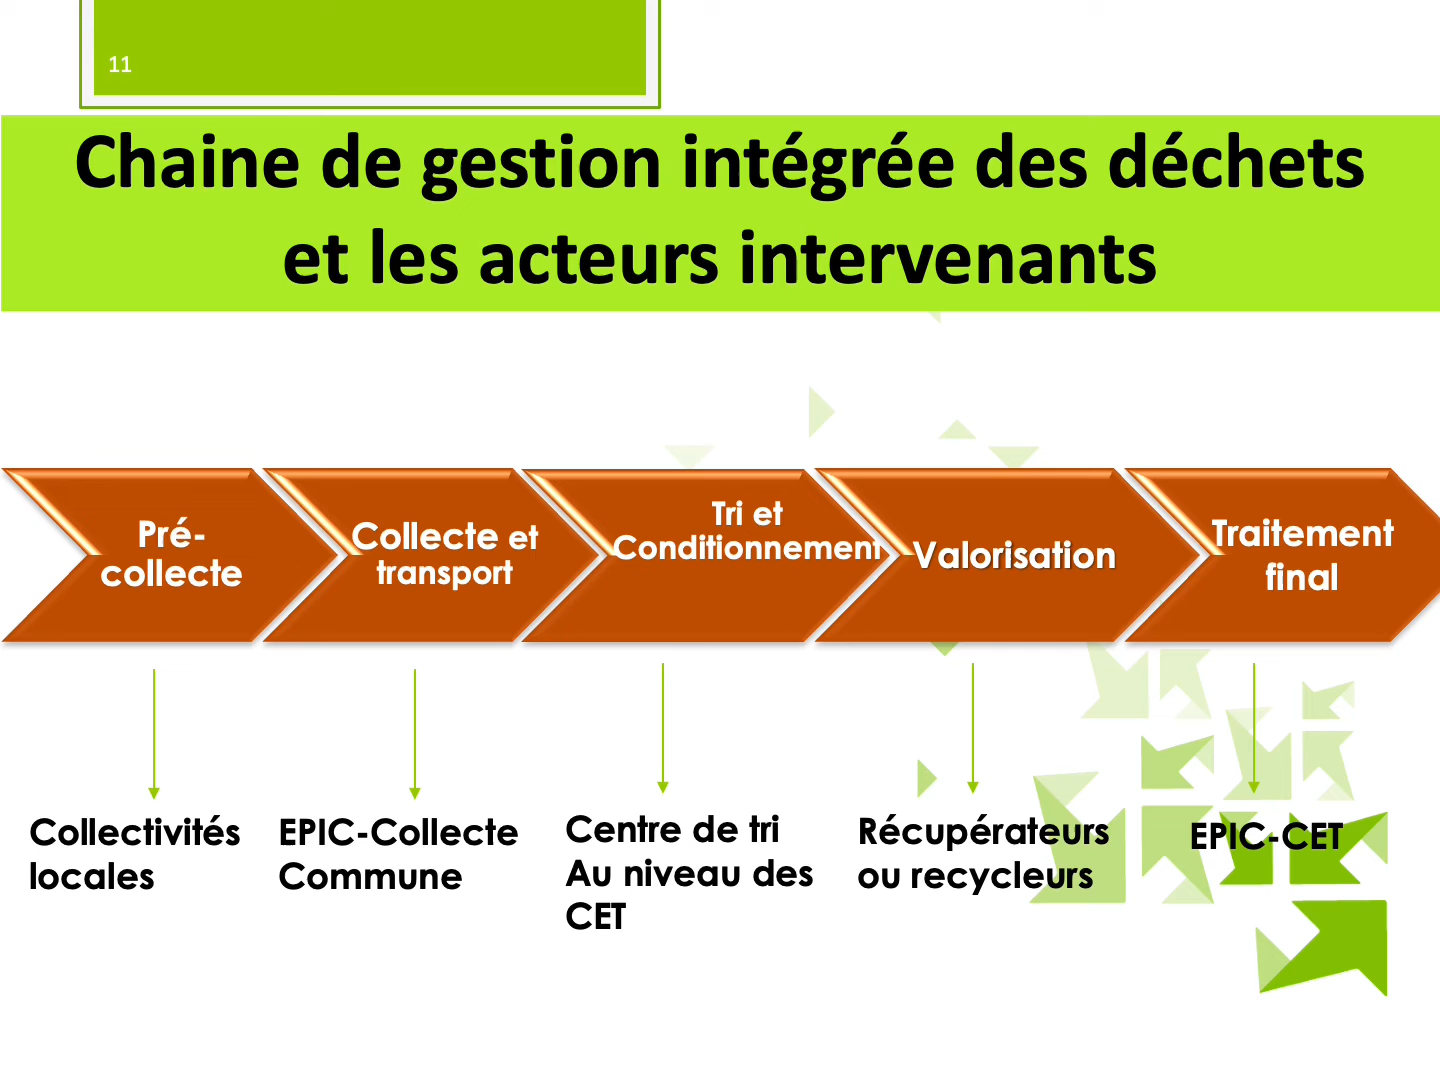 11
Chaine de gestion intégrée des déchets
et les acteurs intervenants
Pré-
collecte
Collecte et
transport
Tri et
Conditionnement
Valorisation
Traitement
final
Collectivités
locales
EPIC-Collecte
Commune
Centre de tri
Au niveau des
CET
Récupérateurs
ou recycleurs
EPIC-CET